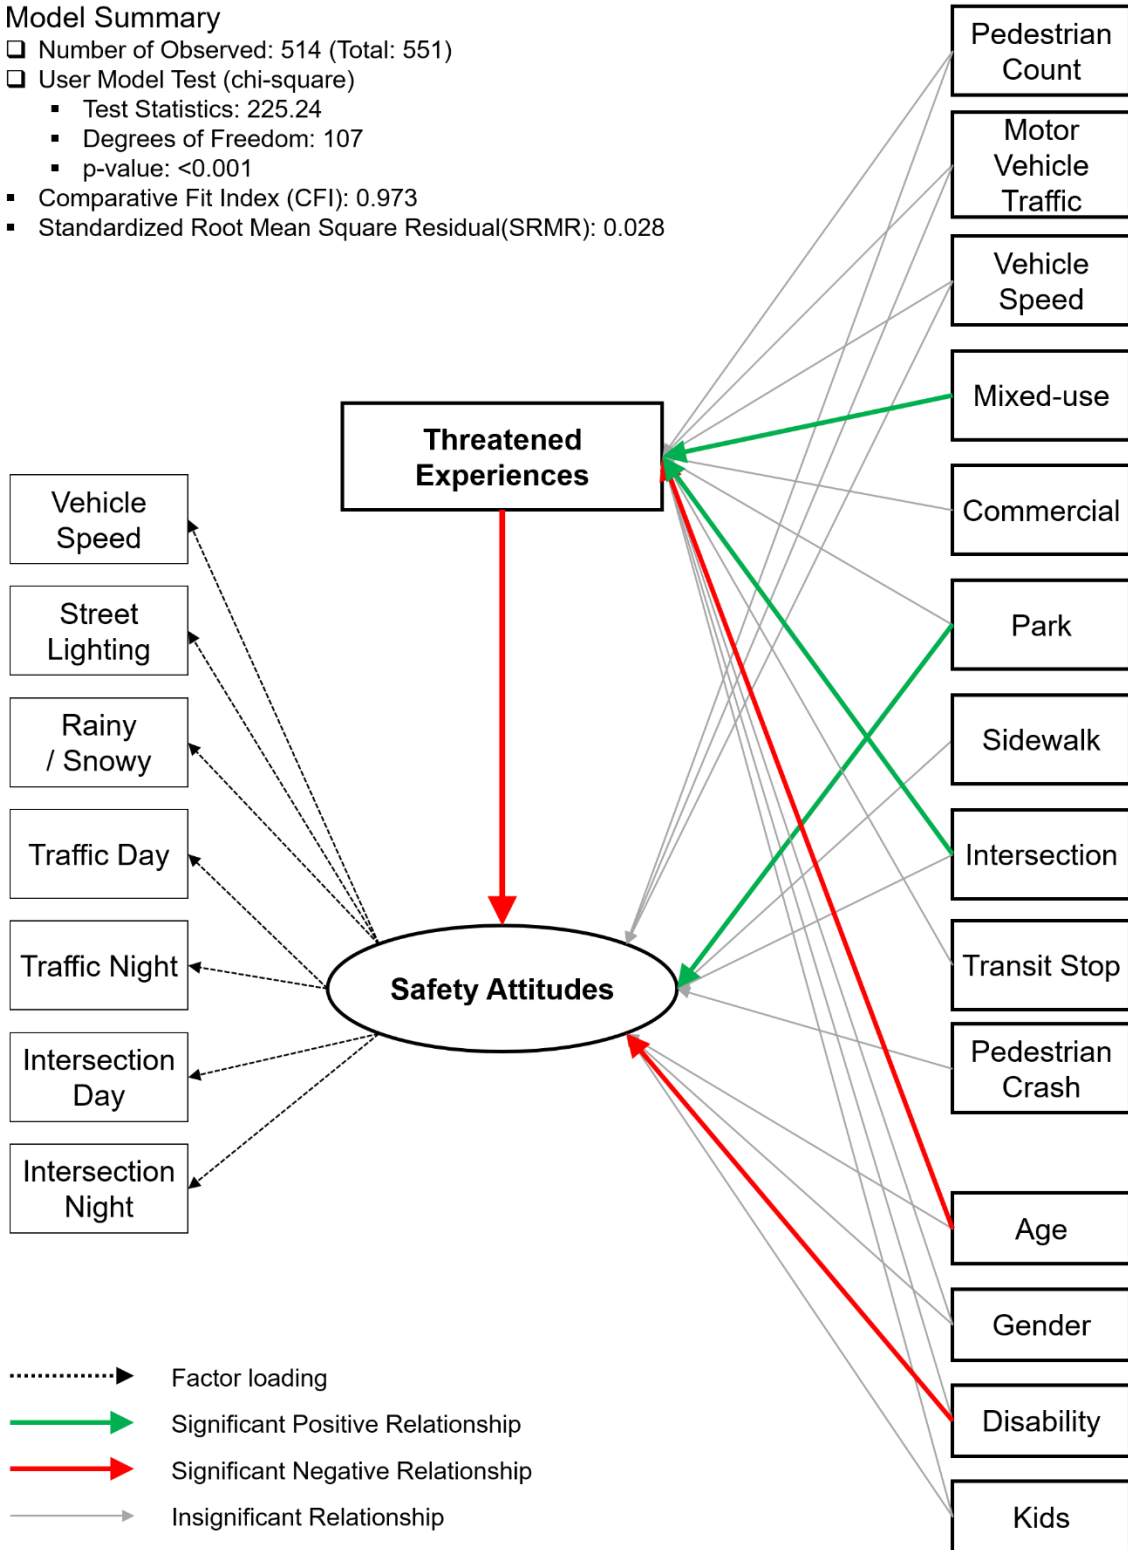 Model Summary
❑ Number of Observed: 514 (Total: 551)
❑ User Model Test (chi-square)
▪ Test Statistics: 225.24
▪ Degrees of Freedom: 107
▪ p-value: <0.001
▪ Comparative Fit Index (CFI): 0.973
▪ Standardized Root Mean Square Residual(SRMR): 0.028
Threatened
Experiences
Safety Attitudes
Vehicle
Speed
Street
Lighting
Rainy
/ Snowy
Traffic Day
Traffic Night
Intersection
Day
Intersection
Night
Pedestrian
Count
Motor
Vehicle
Traffic
Vehicle
Speed
Mixed-use
Commercial
Park
Sidewalk
Intersection
Transit Stop
Pedestrian
Crash
Age
Gender
Disability
Kids
Factor loading
Significant Positive Relationship
Significant Negative Relationship
Insignificant Relationship